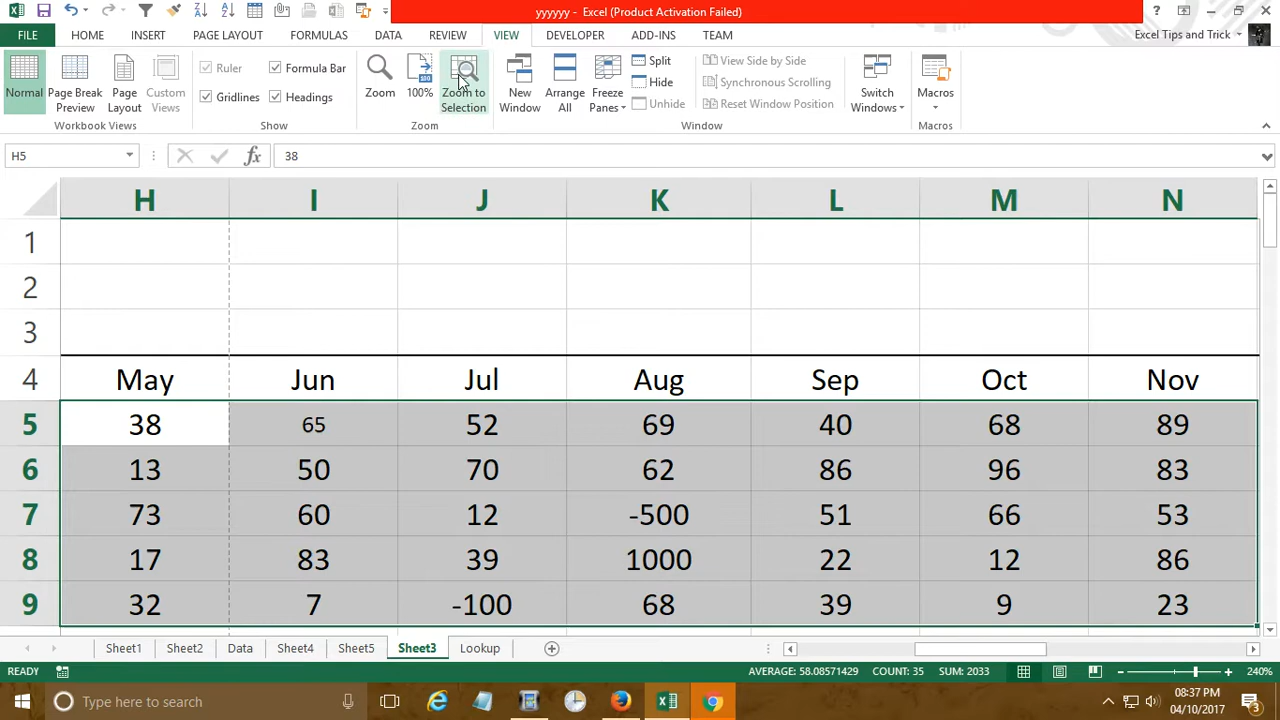 yyyyyy - Excel (Product Activation Failed)
?
FILE HOME INSERT PAGE LAYOUT FORMULAS DATA REVIEW VIEW DEVELOPER ADD-INS TEAM Excel Tips and Trick
Normal Page Break Preview Page Layout Custom Views
Ruler Formula Bar
Gridlines Headings
Zoom 100% Zoom to Selection
New Window Arrange All Freeze Panes
Split
Hide
Unhide
View Side by Side
Synchronous Scrolling
Reset Window Position
Switch Windows
Macros
Workbook Views Show Zoom Window Macros
H5 fx 38
H I J K L M N
1
2
3
4 May Jun Jul Aug Sep Oct Nov
5 38 65 52 69 40 68 89
6 13 50 70 62 86 96 83
7 73 60 12 -500 51 66 53
8 17 83 39 1000 22 12 86
9 32 7 -100 68 39 9 23
Sheet1 Sheet2 Data Sheet4 Sheet5 Sheet3 Lookup
READY AVERAGE: 58.08571429 COUNT: 35 SUM: 2033 240%
Type here to search
08:37 PM
04/10/2017
3